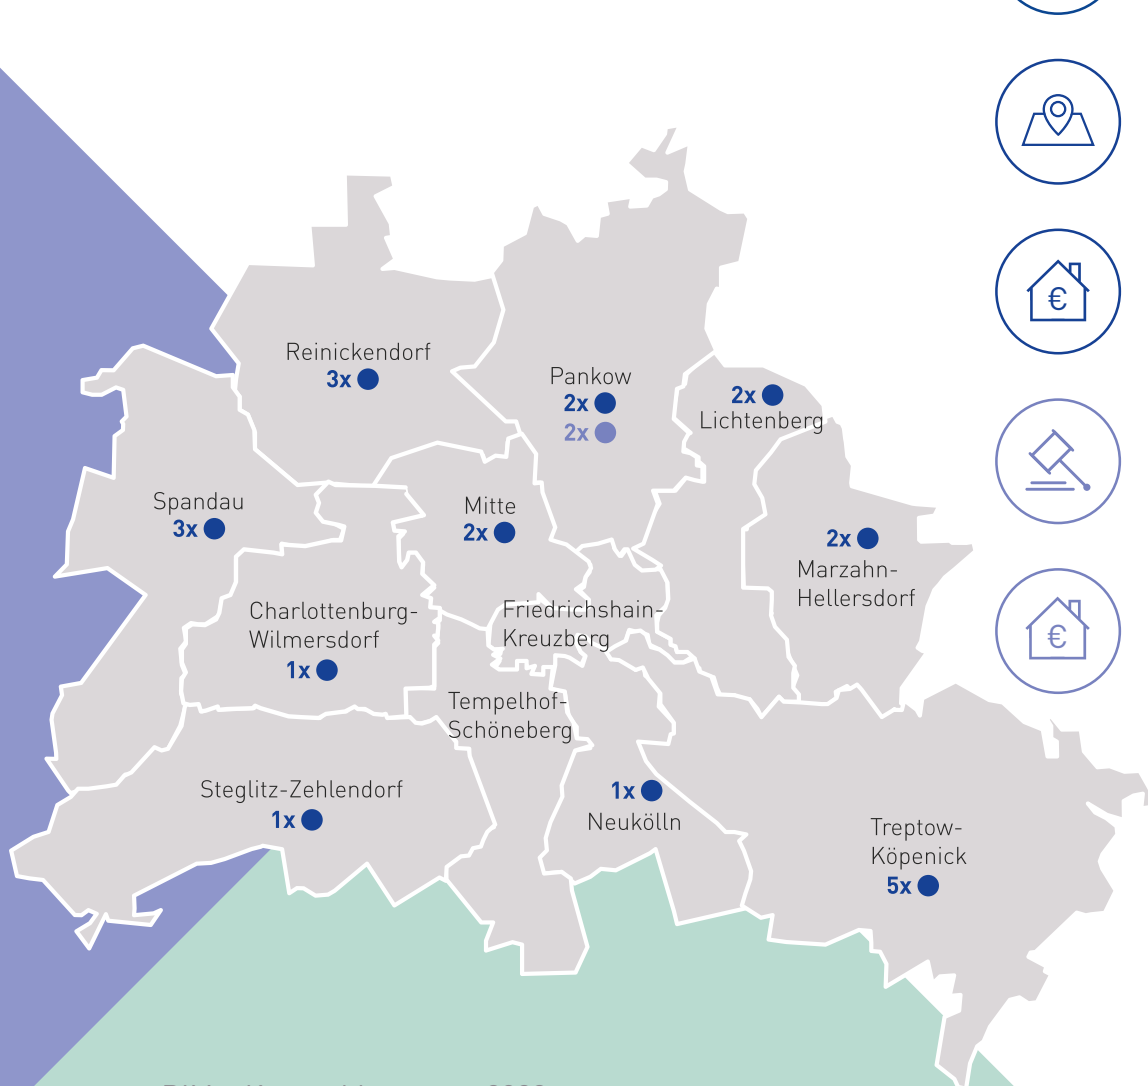 Reinickendorf
3x
Pankow
2x
2x
2x
Lichtenberg
Spandau
3x
Mitte
2x
2x
Marzahn-
Hellersdorf
Charlottenburg-
Wilmersdorf
1x
Friedrichshain-
Kreuzberg
Tempelhof-
Schöneberg
Steglitz-Zehlendorf
1x
1x
Neukölln
Treptow-
Köpenick
5x
€
€